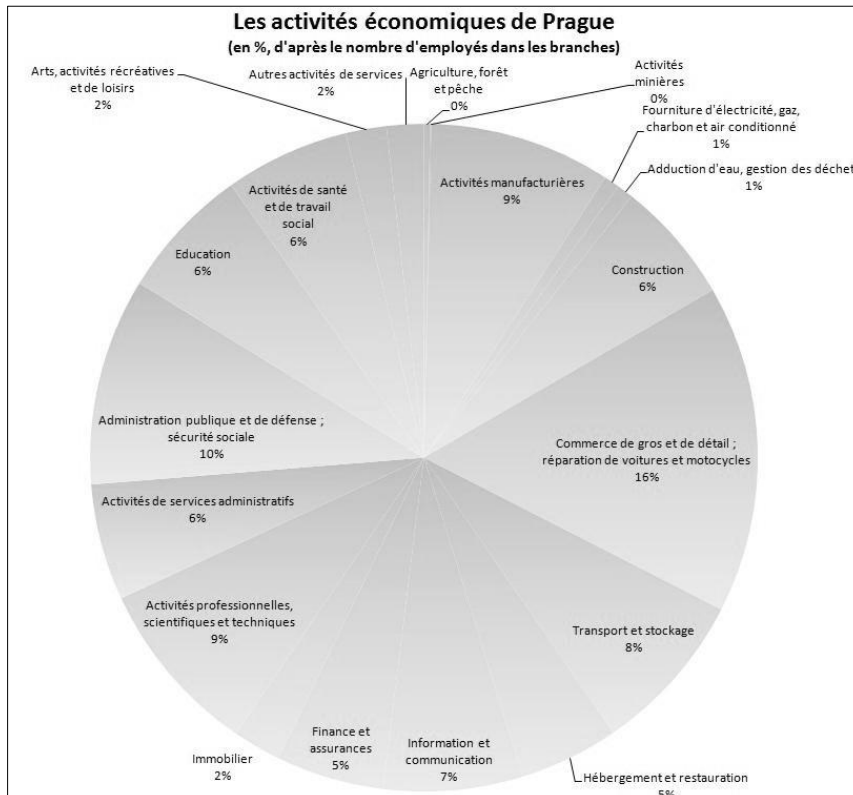 Les activités économiques de Prague
(en %, d'après le nombre d'employés dans les branches)
Arts, activités récréatives
et de loisirs
2%
Autres activités de services
2%
Agriculture, forêt
et pêche
0%
Activités
minières
0%
Fourniture d'électricité, gaz,
charbon et air conditionné
1%
Adduction d'eau, gestion des déchet
1%
Activités manufacturières
9%
Construction
6%
Commerce de gros et de détail ;
réparation de voitures et motocycles
16%
Transport et stockage
8%
Hébergement et restauration
5%
Information et
communication
7%
Finance et
assurances
5%
Immobilier
2%
Activités professionnelles,
scientifiques et techniques
9%
Activités de services administratifs
6%
Administration publique et de défense ;
sécurité sociale
10%
Education
6%
Activités de santé
et de travail
social
6%